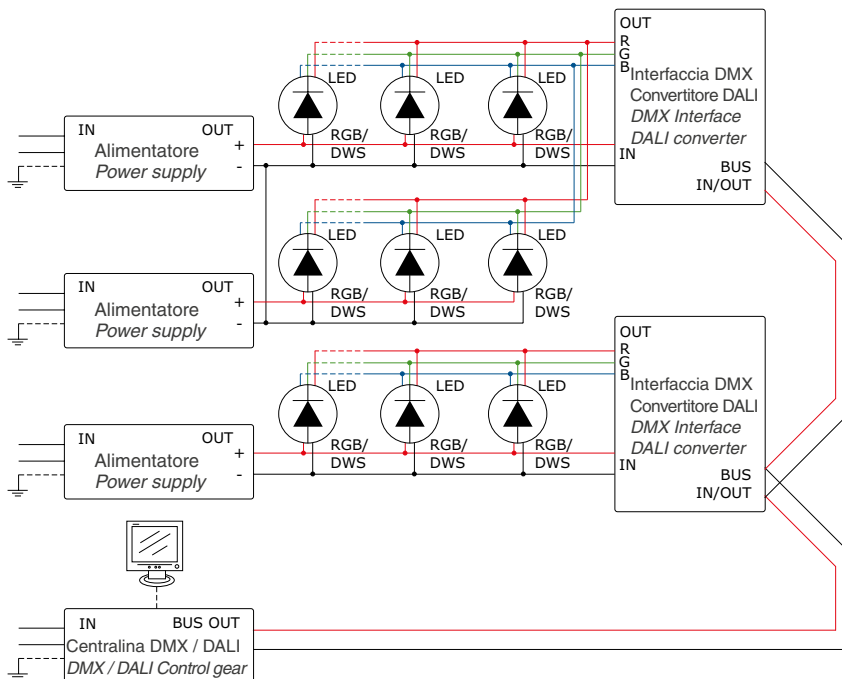 OUT
R
G
B
Interfaccia DMX
Convertitore DALI
DMX Interface
DALI converter
IN
BUS
IN/OUT
LED
LED
LED
RGB/
DWS
RGB/
DWS
RGB/
DWS
IN
OUT
+
-
Alimentatore
Power supply
LED
LED
LED
RGB/
DWS
RGB/
DWS
RGB/
DWS
IN
OUT
+
-
Alimentatore
Power supply
OUT
R
G
B
Interfaccia DMX
Convertitore DALI
DMX Interface
DALI converter
IN
BUS
IN/OUT
LED
LED
LED
RGB/
DWS
RGB/
DWS
RGB/
DWS
IN
OUT
+
-
Alimentatore
Power supply
IN
BUS OUT
Centralina DMX / DALI
DMX / DALI Control gear